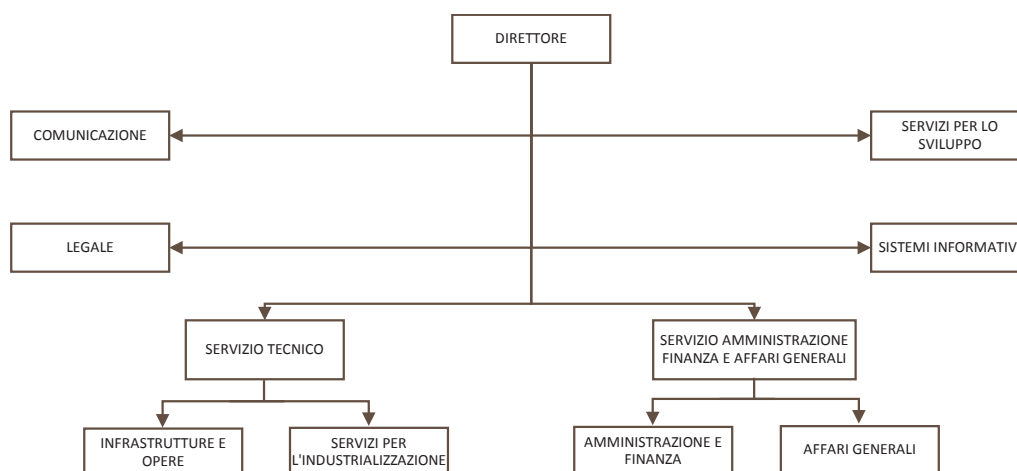 DIRETTORE
COMUNICAZIONE
SERVIZI PER LO
SVILUPPO
LEGALE
SISTEMI INFORMATIV
SERVIZIO TECNICO
SERVIZIO AMMINISTRAZIONE
FINANZA E AFFARI GENERALI
INFRASTRUTTURE E
OPERE
SERVIZI PER
L'INDUSTRIALIZZAZIONE
AMMINISTRAZIONE E
FINANZA
AFFARI GENERALI